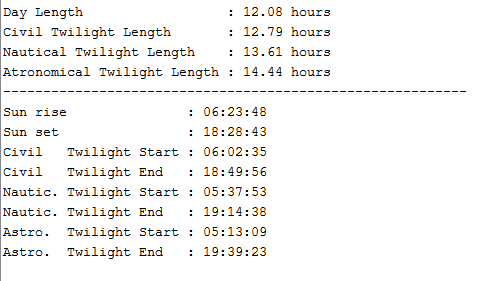 Day Length                  : 12.08 hours
Civil Twilight Length       : 12.79 hours
Nautical Twilight Length    : 13.61 hours
Atronomical Twilight Length : 14.44 hours
----------------------------------------------------------
Sun rise               : 06:23:48
Sun set                : 18:28:43
Civil   Twilight Start : 06:02:35
Civil   Twilight End   : 18:49:56
Nautic. Twilight Start : 05:37:53
Nautic. Twilight End   : 19:14:38
Astro.  Twilight Start : 05:13:09
Astro.  Twilight End   : 19:39:23